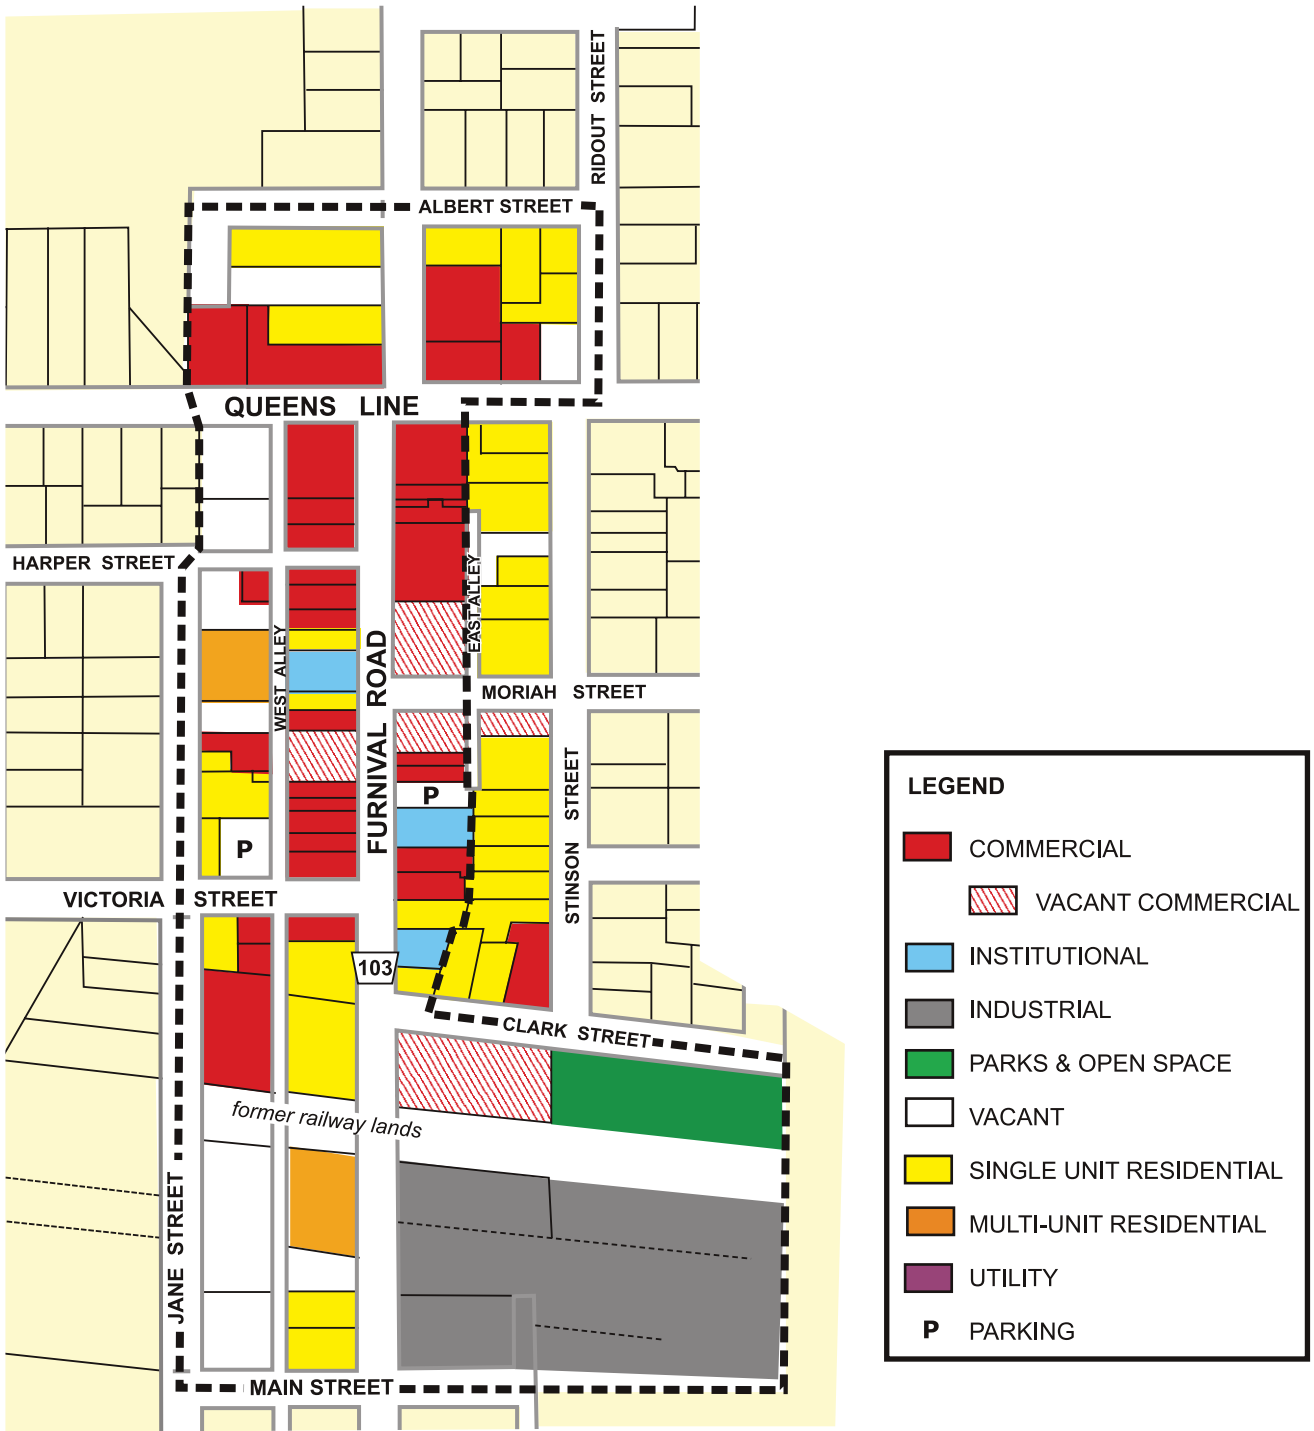 RIDOUT STREET
ALBERT STREET
QUEENS LINE
HARPER STREET
EAST ALLEY
WEST ALLEY
FURNIVAL ROAD
MORIAH STREET
STINSON STREET
P
P
VICTORIA STREET
103
CLARK STREET
former railway lands
JANE STREET
MAIN STREET
LEGEND
COMMERCIAL
VACANT COMMERCIAL
INSTITUTIONAL
INDUSTRIAL
PARKS & OPEN SPACE
VACANT
SINGLE UNIT RESIDENTIAL
MULTI-UNIT RESIDENTIAL
UTILITY
P PARKING